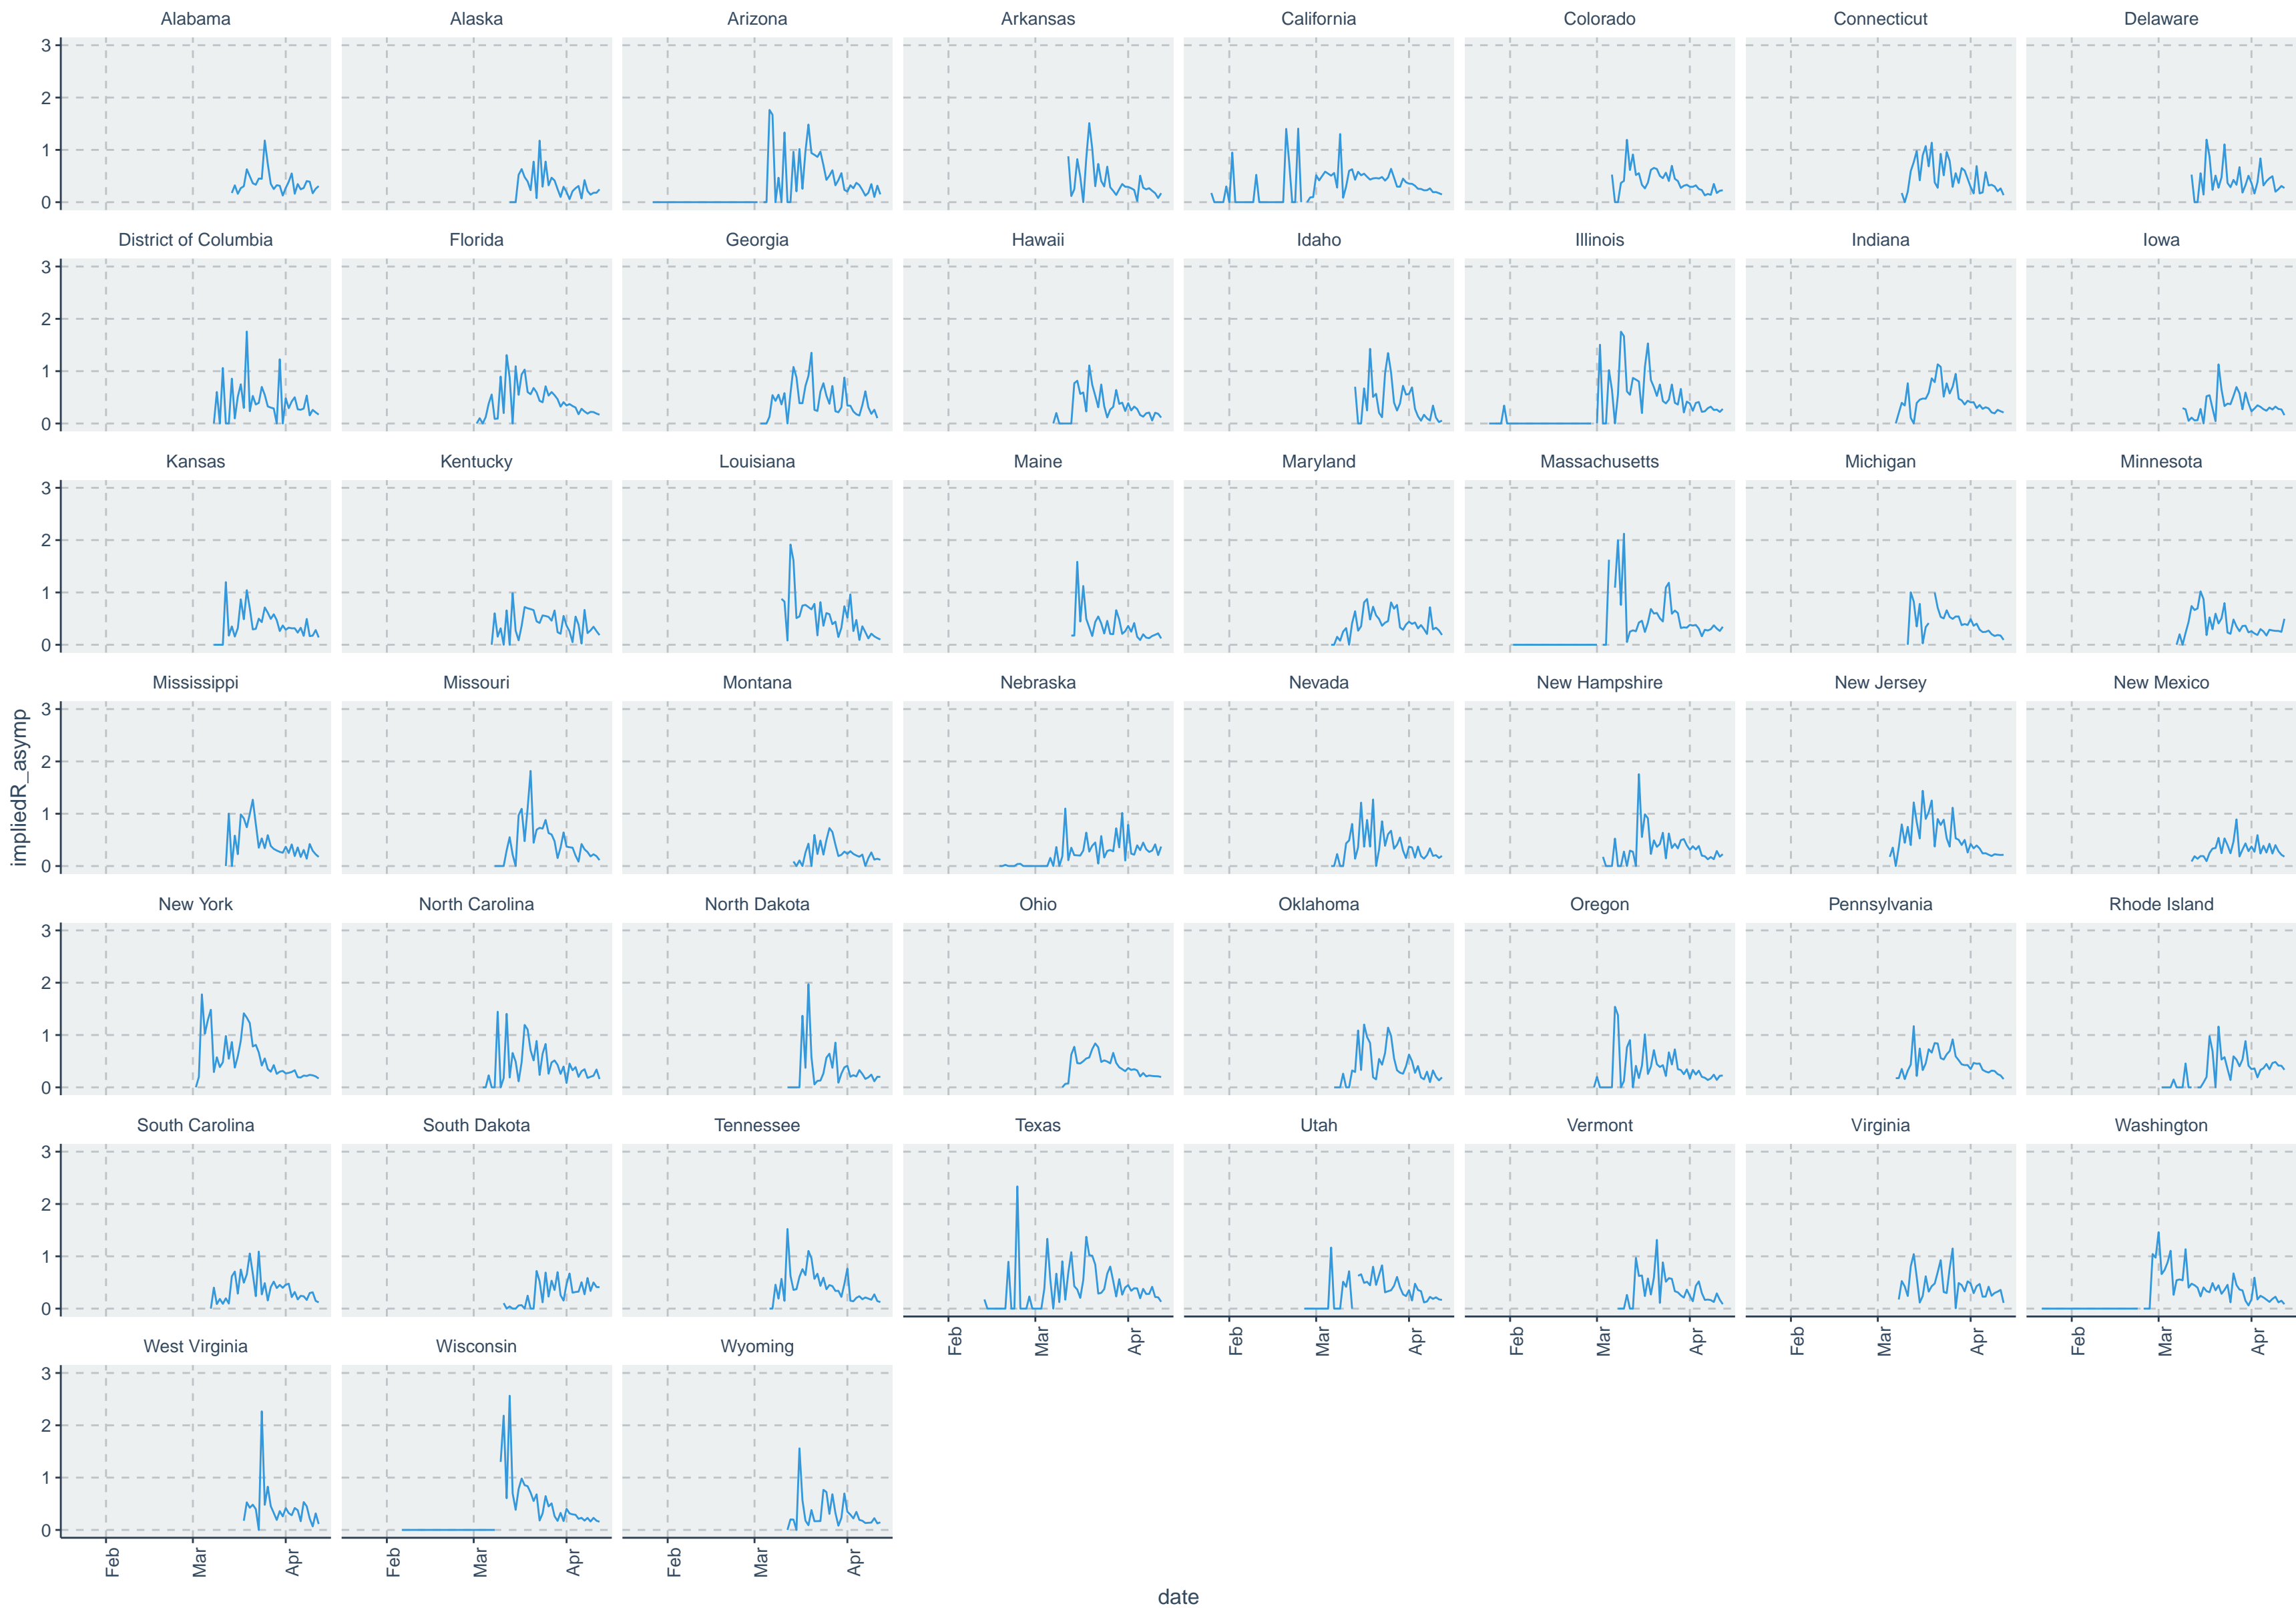 Alabama Alaska Arizona Arkansas California Colorado Connecticut Delaware
3
2
1
0
District of Columbia Florida Georgia Hawaii Idaho Illinois Indiana Iowa
3
2
1
0
Kansas Kentucky Louisiana Maine Maryland Massachusetts Michigan Minnesota
3
2
1
0
Mississippi Missouri Montana Nebraska Nevada New Hampshire New Jersey New Mexico
3
2
1
0
impliedR_asymp
New York North Carolina North Dakota Ohio Oklahoma Oregon Pennsylvania Rhode Island
3
2
1
0
South Carolina South Dakota Tennessee Texas Utah Vermont Virginia Washington
3
2
1
0
Feb Mar Apr Feb Mar Apr Feb Mar Apr Feb Mar Apr Feb Mar Apr
West Virginia Wisconsin Wyoming
3
2
1
0
Feb Mar Apr Feb Mar Apr Feb Mar Apr
date